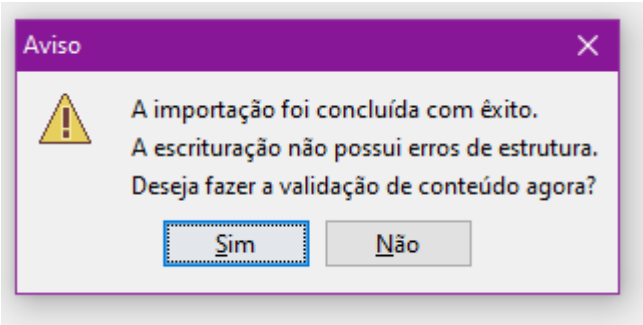 Aviso
A importação foi concluída com êxito.
A escrituração não possui erros de estrutura.
Deseja fazer a validação de conteúdo agora?
Sim
Não